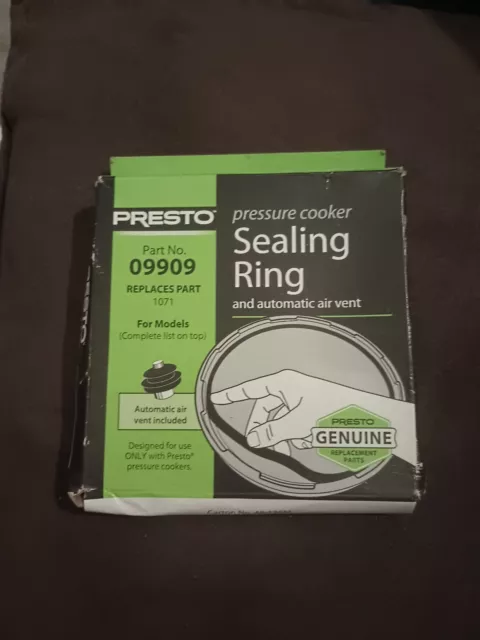 PRESTO
Part No.
09909
REPLACES PART
1071
For Models
(Complete list on top)
Automatic air
vent included
Designed for use
ONLY with Presto®
pressure cookers.
pressure cooker
Sealing
Ring
and automatic air vent
PRESTO
GENUINE
REPLACEMENT
PARTS